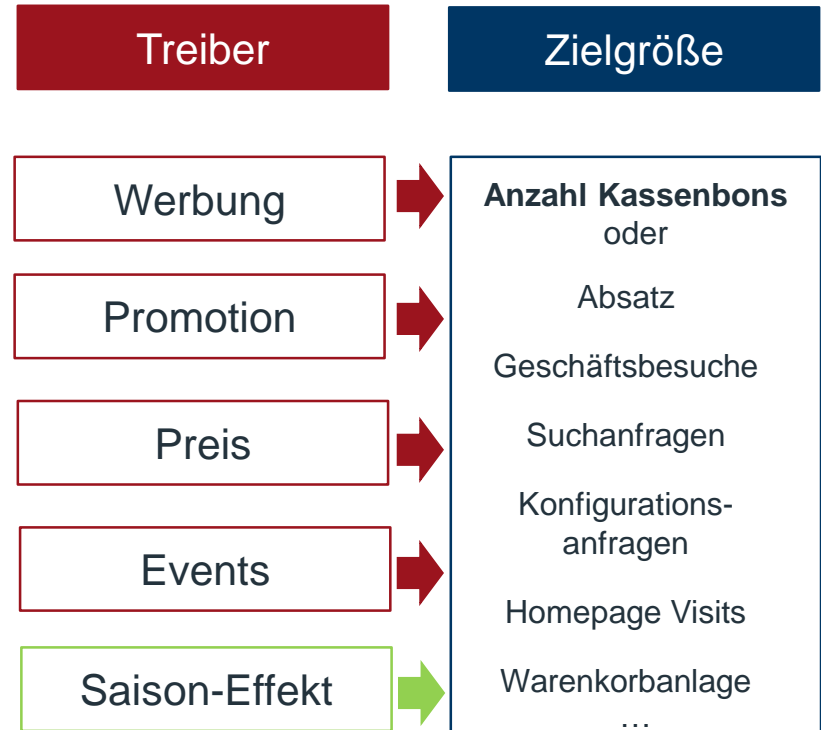 Treiber
Zielgröße
Werbung
Promotion
Preis
Events
Saison-Effekt
Anzahl Kassenbons
oder
Absatz
Geschäftsbesuche
Suchanfragen
Konfigurations-
anfragen
Homepage Visits
Warenkorbanlage
…